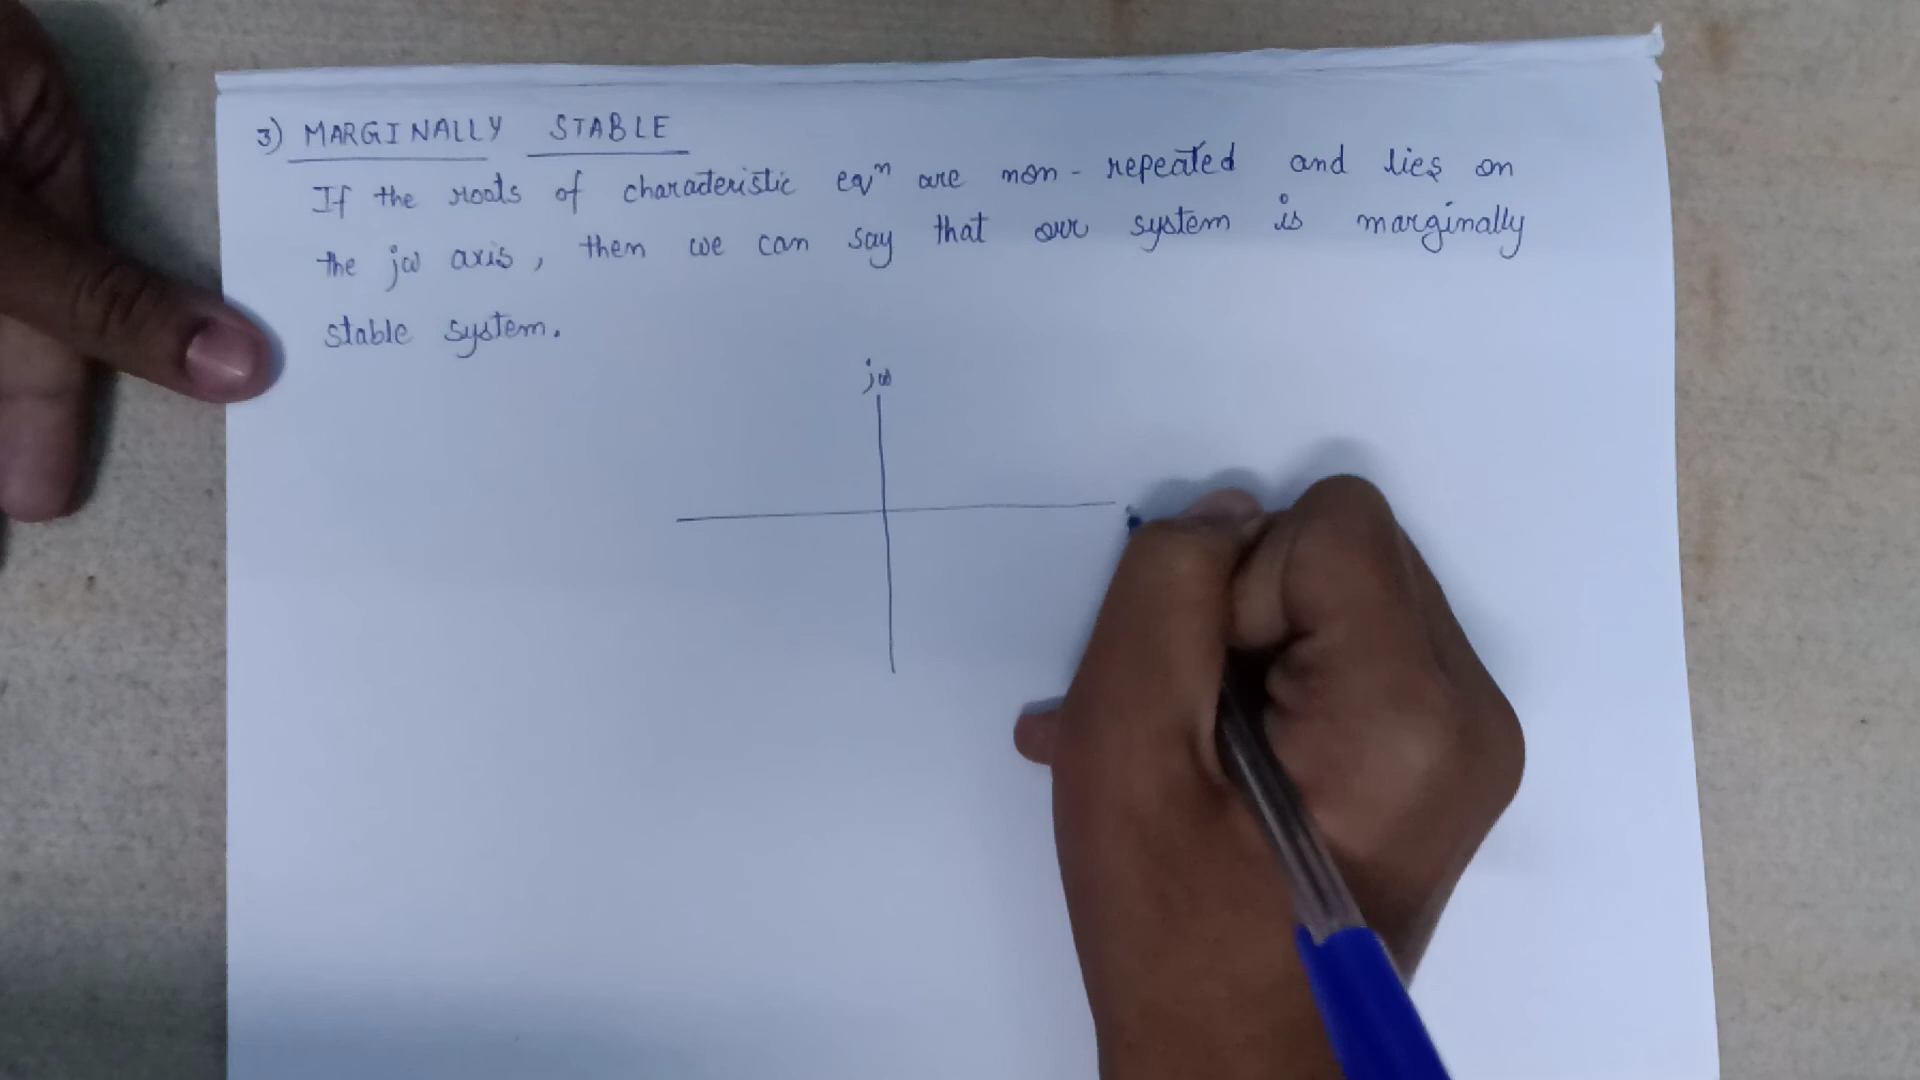 3) MARGINALLY STABLE
If the roots of characteristic eqⁿ are non-repeated and lies on
the jω axis, then we can say that our system is marginally
stable system.
jω